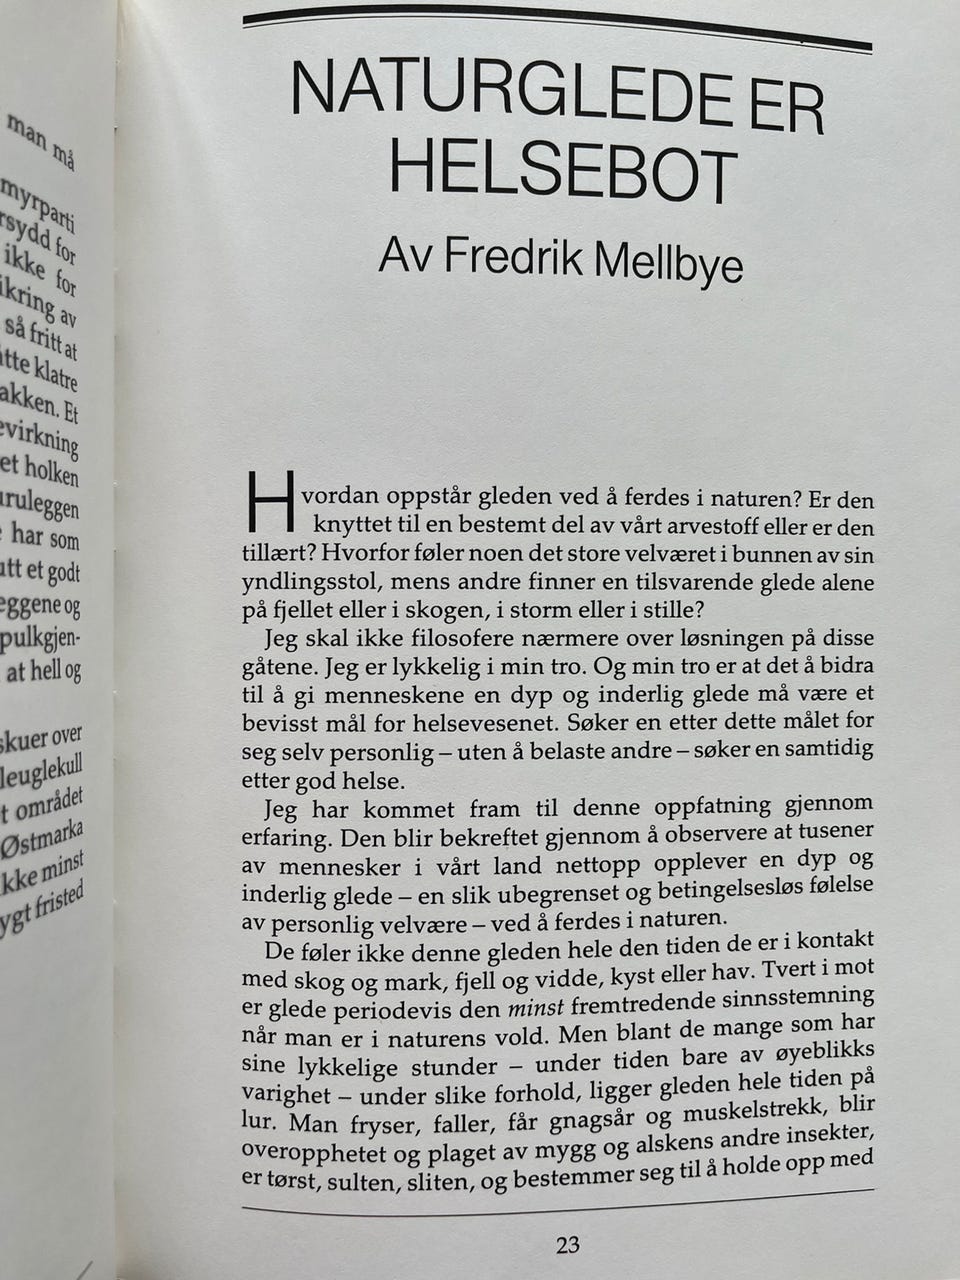 man må
myrparti
for
ikke for
av
så fritt at
klatre
Et
et holken
har som
et godt
og
at hell og
over
området
Østmarka
minst
fristed
NATURGLEDE ER
HELSEBOT
Av Fredrik Mellbye
Hvordan oppstår gleden ved å ferdes i naturen? Er den
knyttet til en bestemt del av vårt arvestoff eller er den
tillært? Hvorfor føler noen det store velværet i bunnen av sin
yndlingsstol, mens andre finner en tilsvarende glede alene
på fjellet eller i skogen, i storm eller i stille?
Jeg skal ikke filosofere nærmere over løsningen på disse
gåtene. Jeg er lykkelig i min tro. Og min tro er at det å bidra
til å gi menneskene en dyp og inderlig glede må være et
bevisst mål for helsevesenet. Søker en etter dette målet for
seg selv personlig – uten å belaste andre – søker en samtidig
etter god helse.
Jeg har kommet fram til denne oppfatning gjennom
erfaring. Den blir bekreftet gjennom å observere at tusener
av mennesker i vårt land nettopp opplever en dyp og
inderlig glede – en slik ubegrenset og betingelsesløs følelse
av personlig velvære – ved å ferdes i naturen.
De føler ikke denne gleden hele den tiden de er i kontakt
med skog og mark, fjell og vidde, kyst eller hav. Tvert i mot
er glede periodevis den minst fremtredende sinnsstemning
når man er i naturens vold. Men blant de mange som har
sine lykkelige stunder – under tiden bare av øyeblikks
varighet – under slike forhold, ligger gleden hele tiden på
lur. Man fryser, faller, får gnagsår og muskelstrekk, blir
overopphetet og plaget av mygg og alskens andre insekter,
er tørst, sulten, sliten, og bestemmer seg til å holde opp med
23